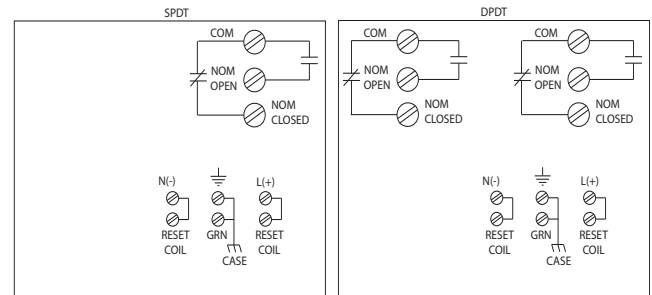 SPDT
COM
NOM
OPEN
NOM
CLOSED
N(-)
L(+)
RESET
COIL
GRN
RESET
COIL
CASE
DPDT
COM
NOM
OPEN
NOM
CLOSED
COM
NOM
OPEN
NOM
CLOSED
N(-)
L(+)
RESET
COIL
GRN
RESET
COIL
CASE